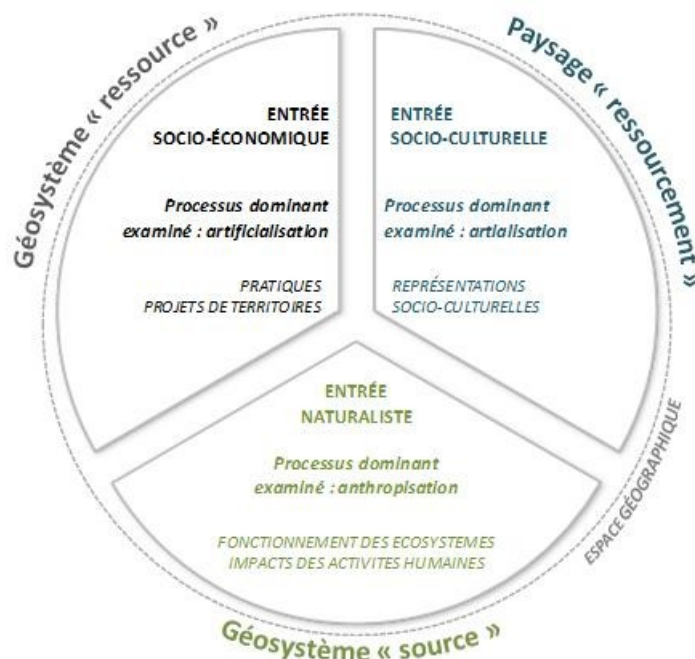 Géosystème « ressource »
ENTRÉE
SOCIO-ÉCONOMIQUE
Processus dominant
examiné : artificialisation
PRATIQUES
PROJETS DE TERRITOIRES
Paysage « ressourcement »
ENTRÉE
SOCIO-CULTURELLE
Processus dominant
examiné : artialisation
REPRÉSENTATIONS
SOCIO-CULTURELLES
ENTRÉE
NATURALISTE
Processus dominant
examiné : anthropisation
FONCTIONNEMENT DES ECOSYSTEMES
IMPACTS DES ACTIVITES HUMAINES
Géosystème « source »
ESPACE GÉOGRAPHIQUE